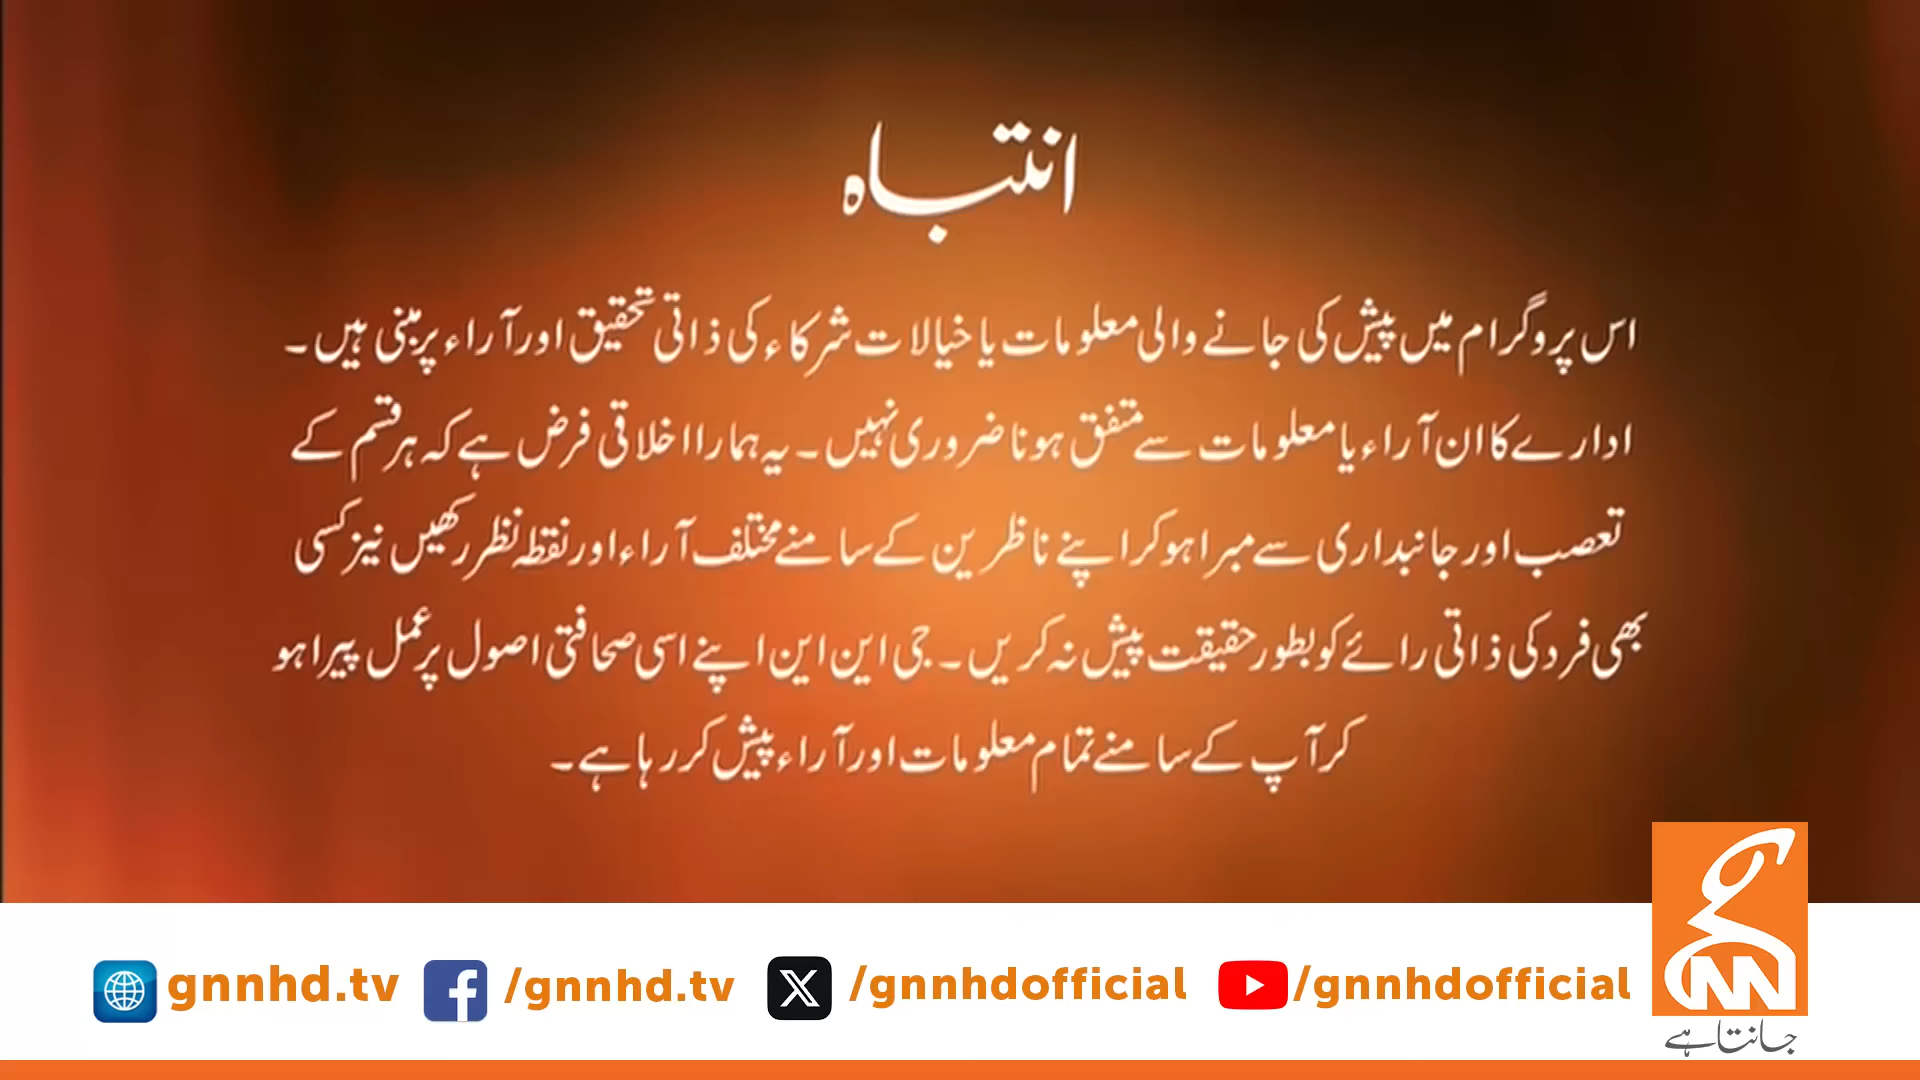 انتباہ
اس پروگرام میں پیش کی جانے والی معلومات یا خیالات شرکاء کی ذاتی تحقیق اور آراء پر مبنی ہیں۔
ادارے کا ان آراء یا معلومات سے متفق ہونا ضروری نہیں۔ یہ ہمارا اخلاقی فرض ہے کہ ہر قسم کے
تعصب اور جانبداری سے مبرا ہو کر اپنے ناظرین کے سامنے مختلف آراء اور نقطہ نظر رکھیں نیز کسی
بھی فرد کی ذاتی رائے کو بطور حقیقت پیش نہ کریں۔ جی این این اپنے اسی صحافتی اصول پر عمل پیرا ہو
کر آپ کے سامنے تمام معلومات اور آراء پیش کر رہا ہے۔
gnnhd.tv /gnnhd.tv /gnnhdofficial /gnnhdofficial
GNN
جانتا ہے